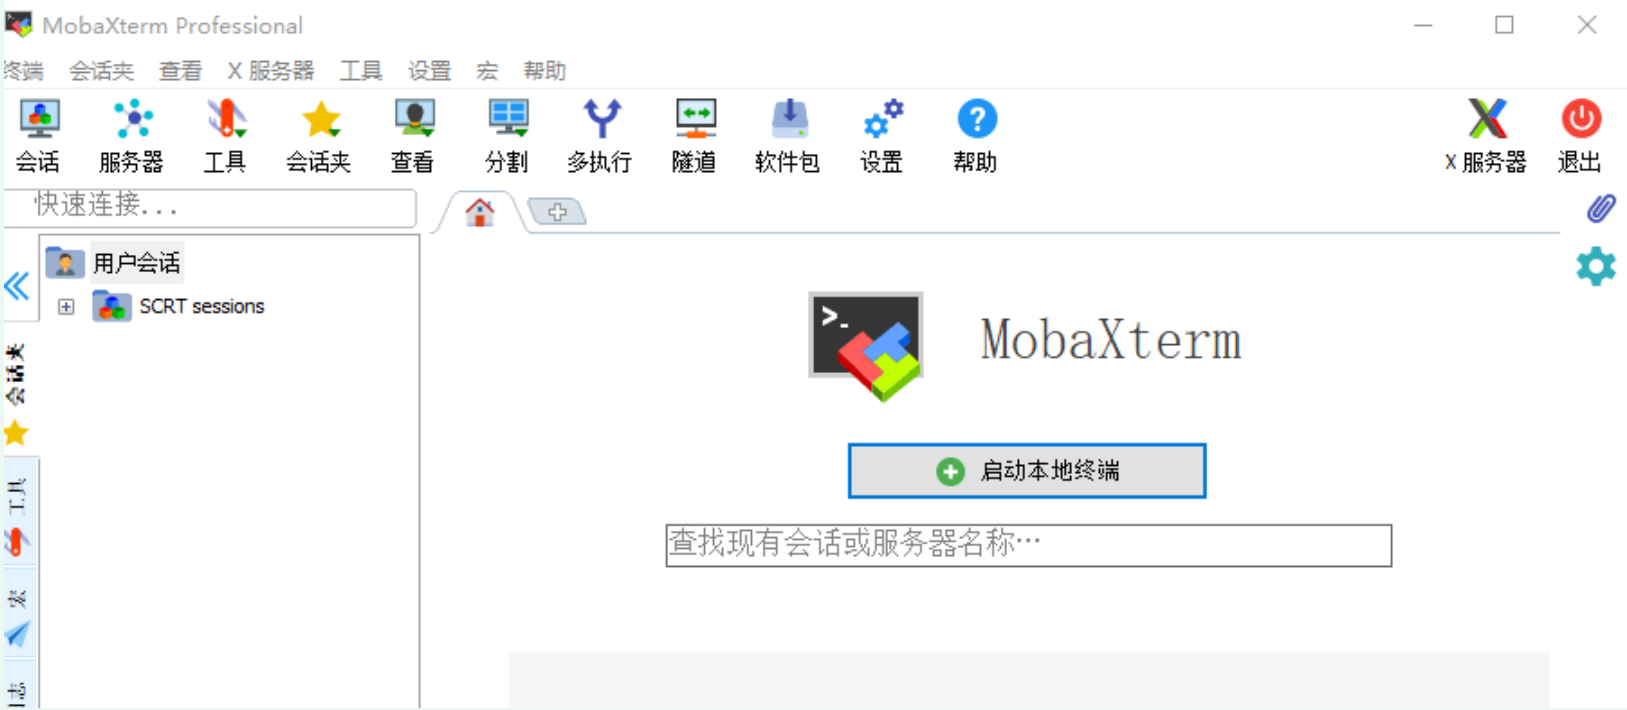 MobaXterm Professional
终端 会话夹 查看 X 服务器 工具 设置 宏 帮助
会话 服务器 工具 会话夹 查看 分割 多执行 隧道 软件包 设置 帮助 X 服务器 退出
快速连接...
用户会话
SCRT sessions
会话夹
工具
宏
>_
MobaXterm
启动本地终端
查找现有会话或服务器名称…